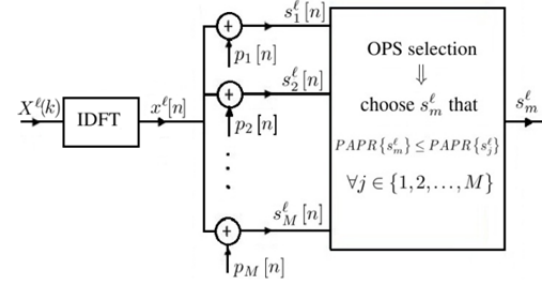 X^ℓ(k)
IDFT
x^ℓ[n]
+
p_1[n]
s_1^ℓ[n]
+
p_2[n]
s_2^ℓ[n]
. . .
+
p_M[n]
s_M^ℓ[n]
OPS selection
⇓
choose s_m^ℓ that
PAPR{s_m^ℓ} ≤ PAPR{s_j^ℓ}
∀j ∈ {1, 2, . . . , M}
s_m^ℓ